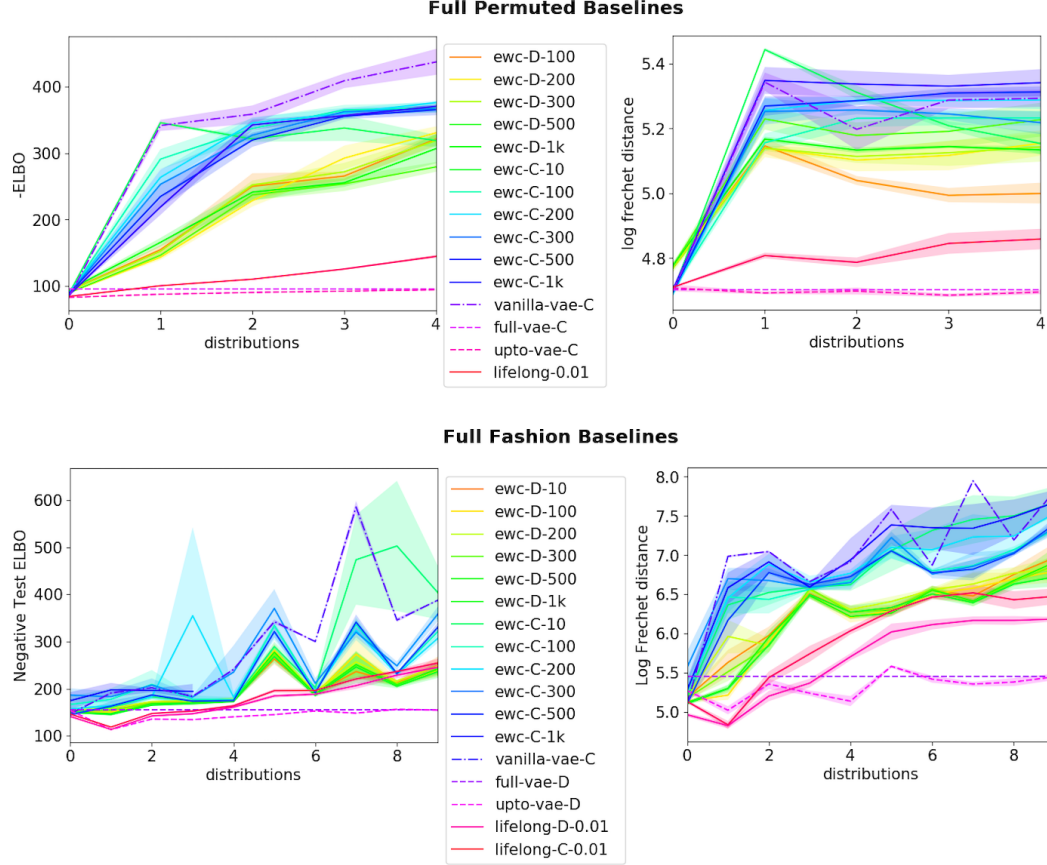 Full Permuted Baselines
-ELBO
400
300
200
100
0
1
2
3
4
distributions
ewc-D-100
ewc-D-200
ewc-D-300
ewc-D-500
ewc-D-1k
ewc-C-10
ewc-C-100
ewc-C-200
ewc-C-300
ewc-C-500
ewc-C-1k
vanilla-vae-C
full-vae-C
upto-vae-C
lifelong-0.01
log frechet distance
5.4
5.2
5.0
4.8
0
1
2
3
4
distributions
Full Fashion Baselines
Negative Test ELBO
600
500
400
300
200
100
0
2
4
6
8
distributions
ewc-D-10
ewc-D-100
ewc-D-200
ewc-D-300
ewc-D-500
ewc-D-1k
ewc-C-10
ewc-C-100
ewc-C-200
ewc-C-300
ewc-C-500
ewc-C-1k
vanilla-vae-C
full-vae-D
upto-vae-D
lifelong-D-0.01
lifelong-C-0.01
Log Frechet distance
8.0
7.5
7.0
6.5
6.0
5.5
5.0
0
2
4
6
8
distributions